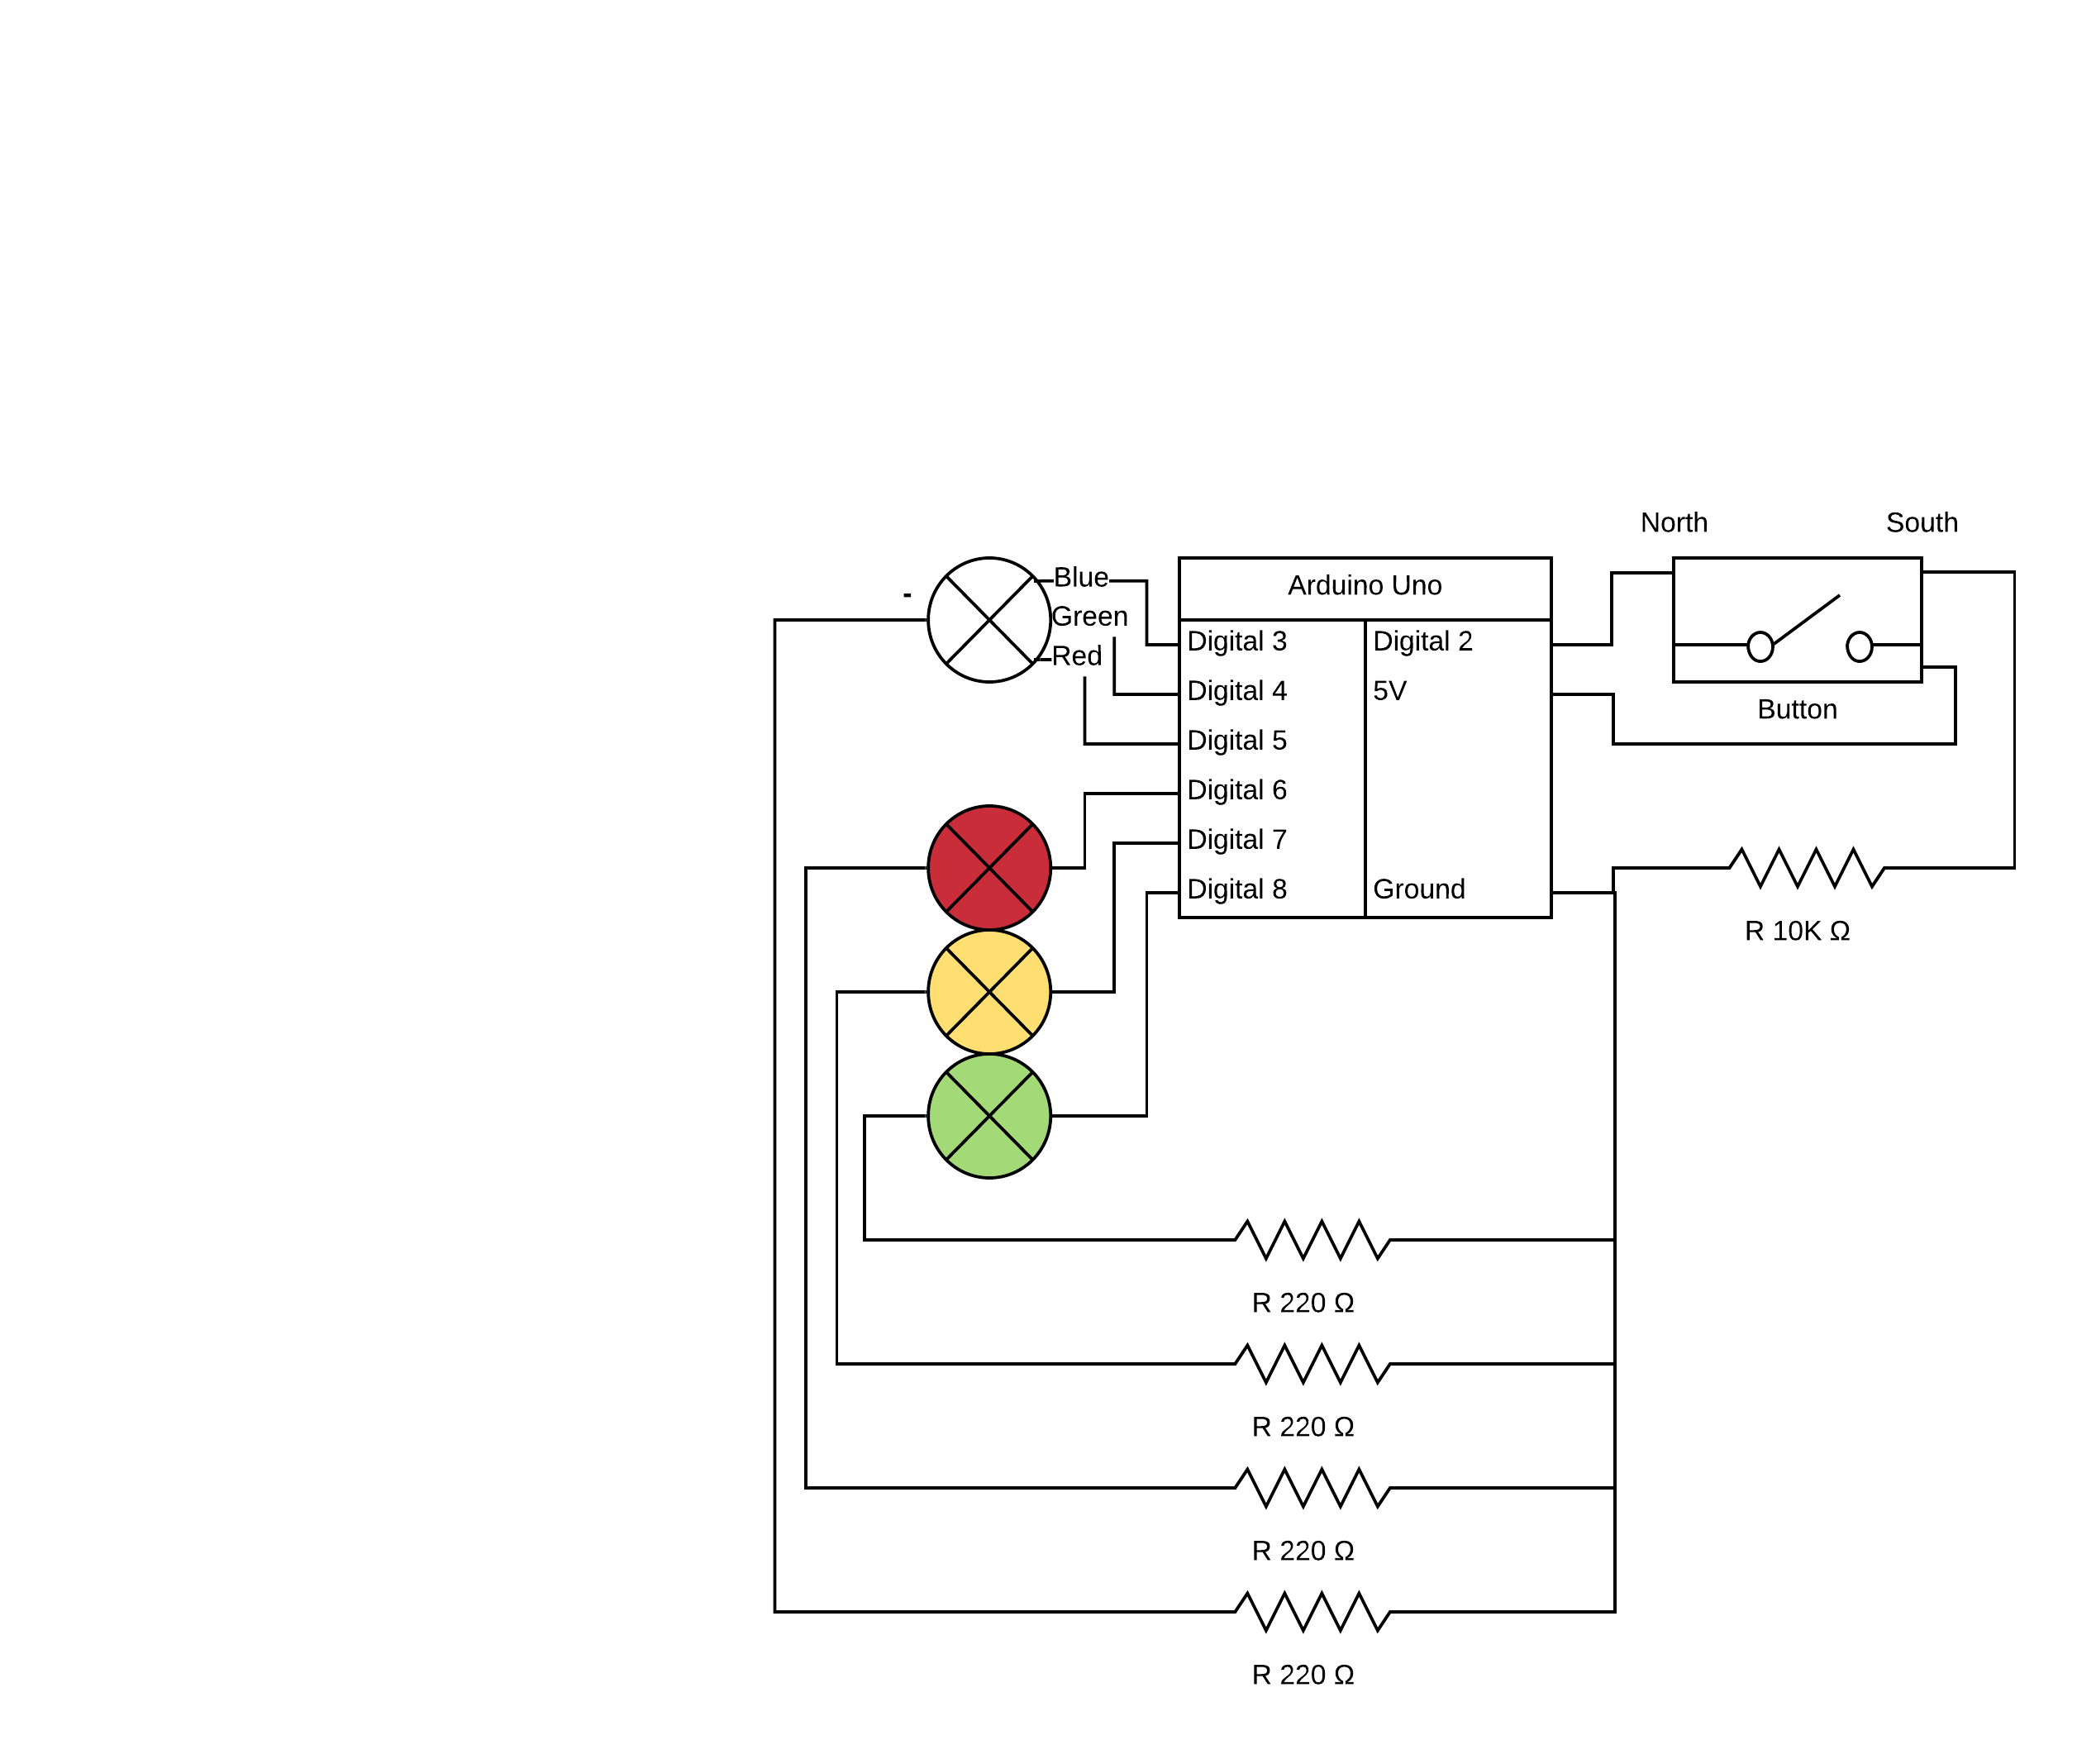 North
South
-
Blue
Arduino Uno
Green
Digital 3
Digital 2
Red
Digital 4
5V
Button
Digital 5
Digital 6
Digital 7
Digital 8
Ground
R 10K Ω
R 220 Ω
R 220 Ω
R 220 Ω
R 220 Ω